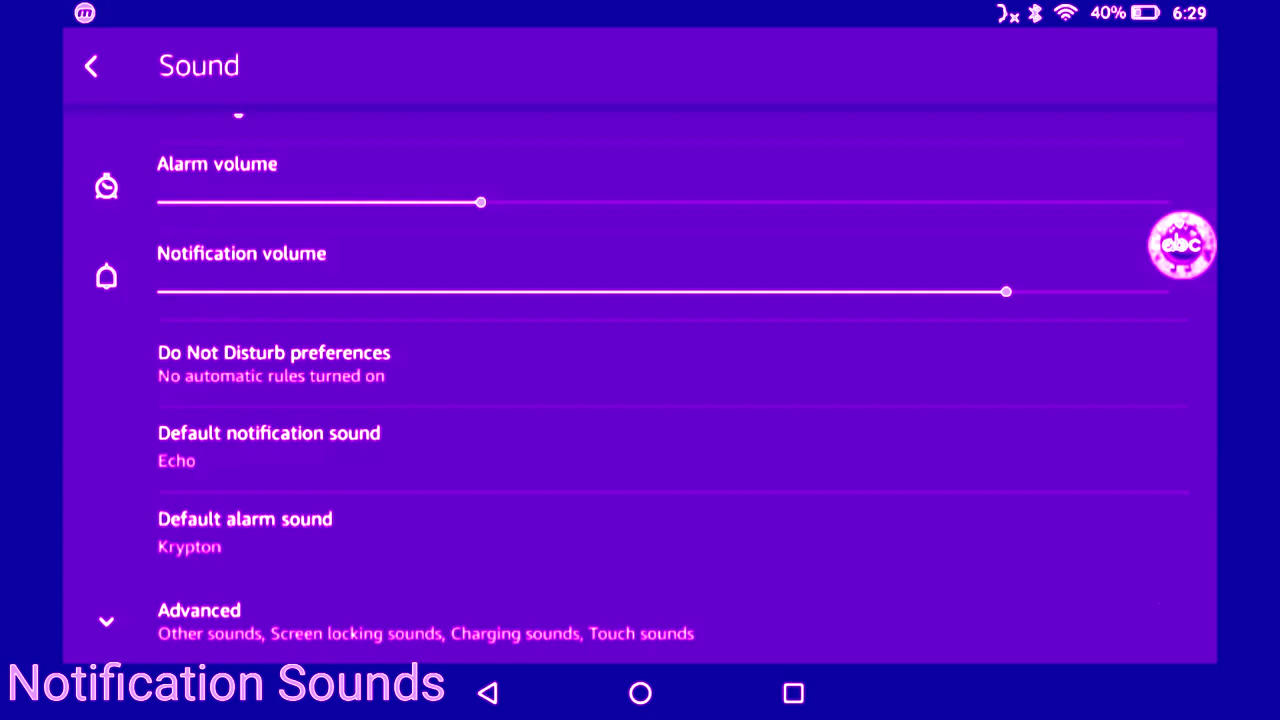 40% 6:29
Sound
Alarm volume
Notification volume
abc
Do Not Disturb preferences
No automatic rules turned on
Default notification sound
Echo
Default alarm sound
Krypton
Advanced
Other sounds, Screen locking sounds, Charging sounds, Touch sounds
Notification Sounds